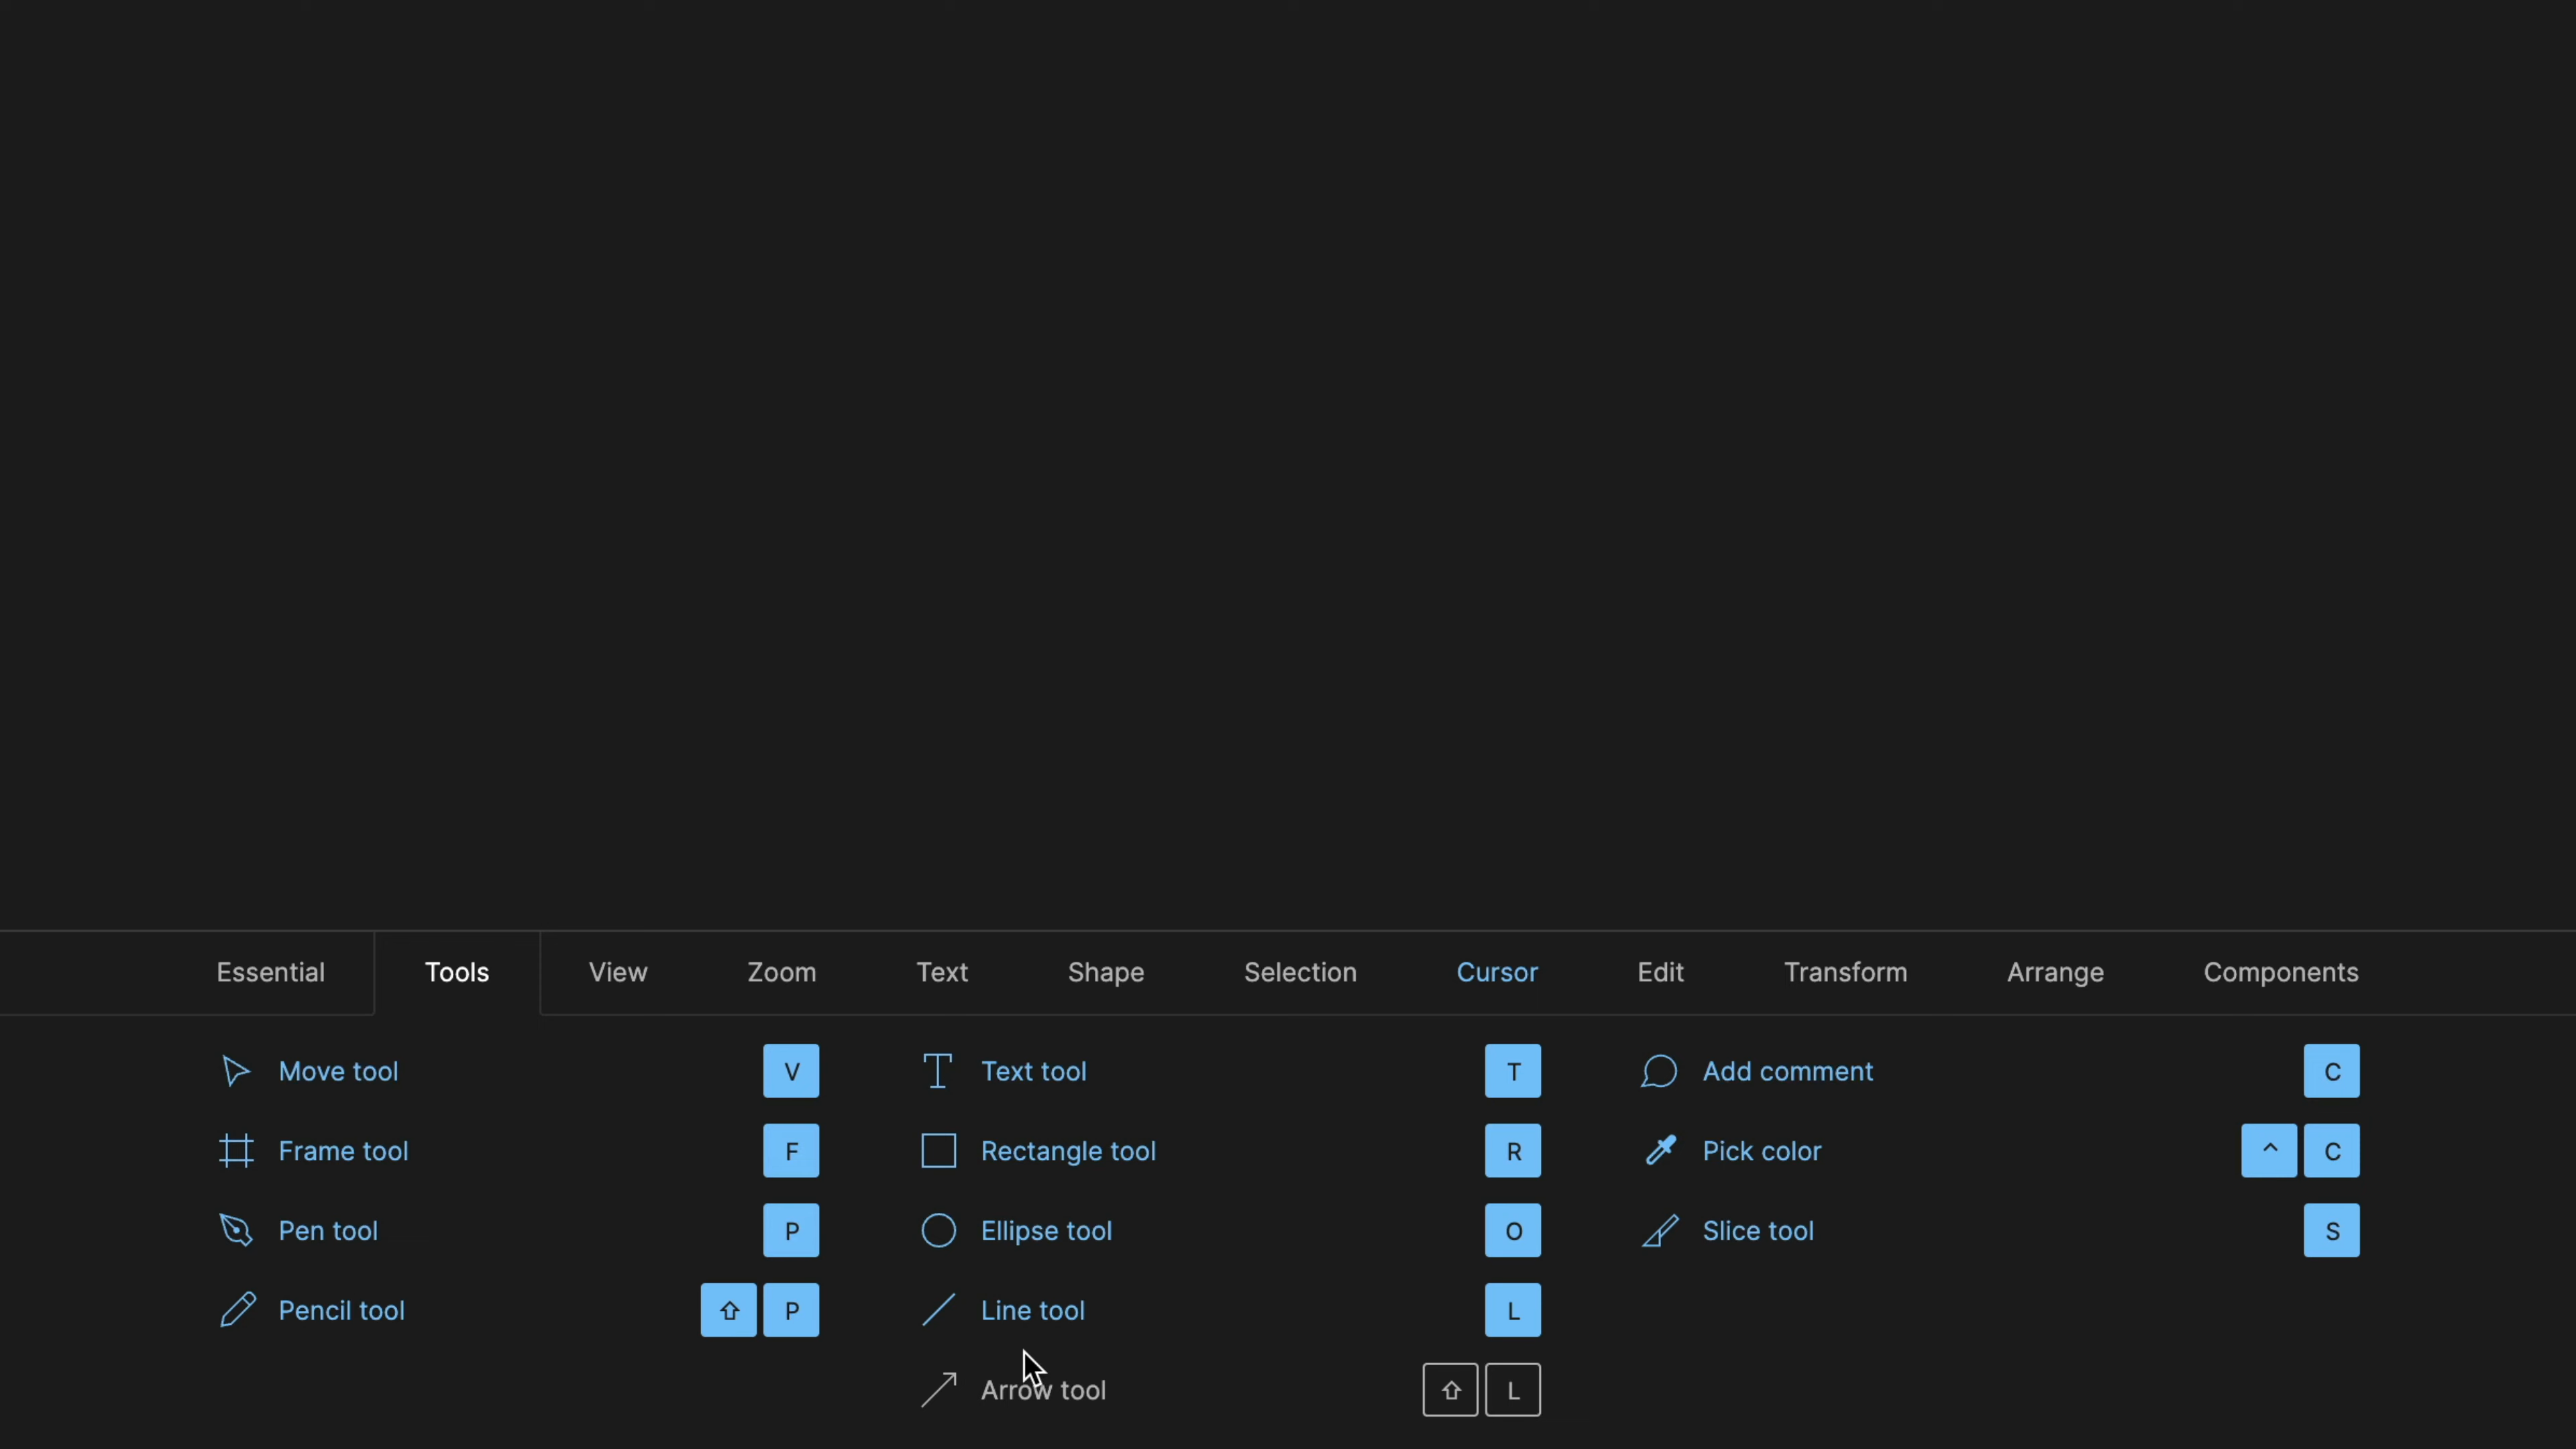 Essential Tools View Zoom Text Shape Selection Cursor Edit Transform Arrange Components
Move tool V Text tool T Add comment C
Frame tool F Rectangle tool R Pick color ^ C
Pen tool P Ellipse tool O Slice tool S
Pencil tool ⇧ P Line tool L
Arrow tool ⇧ L